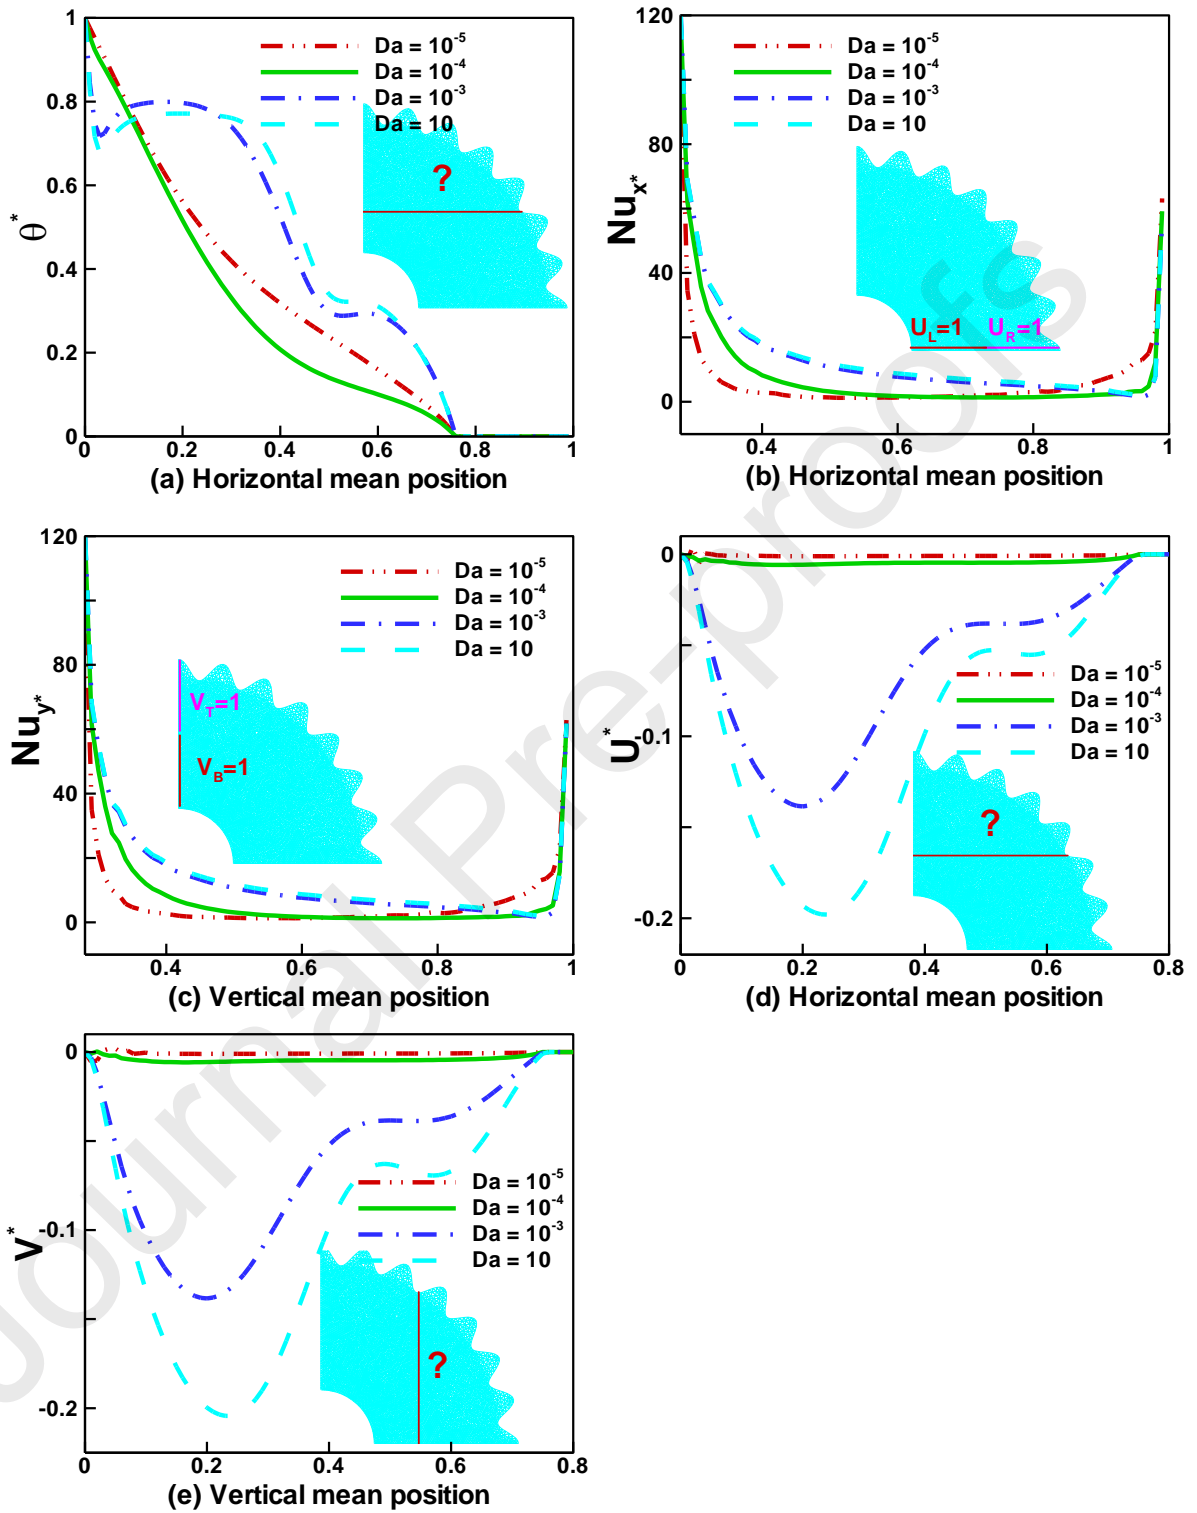 1
0.8
0.6
0.4
0.2
0
θ*
0 0.2 0.4 0.6 0.8 1
Da = 10-5
Da = 10-4
Da = 10-3
Da = 10
?
(a) Horizontal mean position
120
80
40
0
Nux*
0.4 0.6 0.8 1
Da = 10-5
Da = 10-4
Da = 10-3
Da = 10
UL=1 UR=1
(b) Horizontal mean position
120
80
40
0
Nuy*
0.4 0.6 0.8 1
Da = 10-5
Da = 10-4
Da = 10-3
Da = 10
VT=1
VB=1
(c) Vertical mean position
0
-0.1
-0.2
U*
0 0.2 0.4 0.6 0.8
Da = 10-5
Da = 10-4
Da = 10-3
Da = 10
?
(d) Horizontal mean position
0
-0.1
-0.2
V*
0 0.2 0.4 0.6 0.8
Da = 10-5
Da = 10-4
Da = 10-3
Da = 10
?
(e) Vertical mean position
Journal Pre-proofs